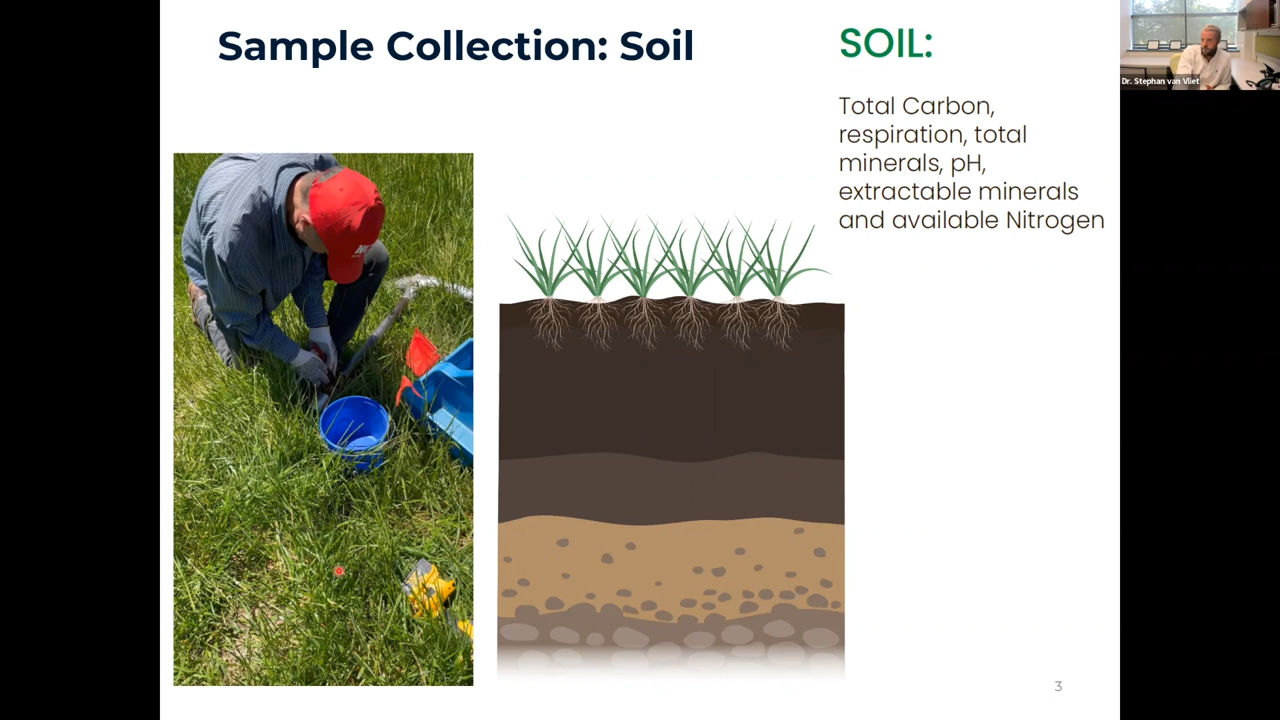 Sample Collection: Soil
SOIL:
Total Carbon,
respiration, total
minerals, pH,
extractable minerals
and available Nitrogen
Dr. Stephan van Vliet
3